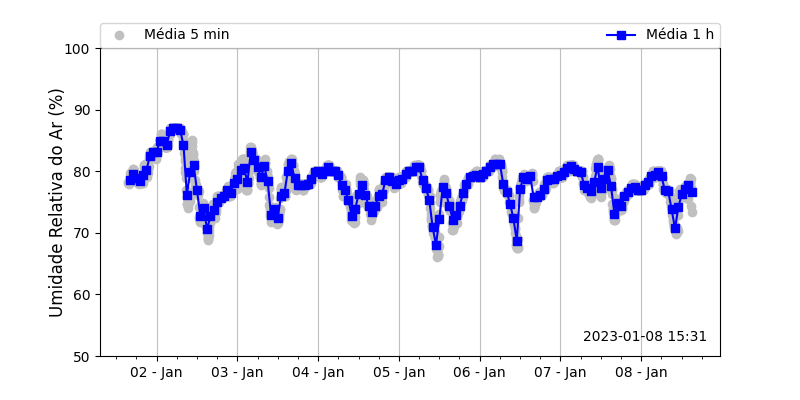 Média 5 min
Média 1 h
Umidade Relativa do Ar (%)
100
90
80
70
60
50
2023-01-08 15:31
02 - Jan
03 - Jan
04 - Jan
05 - Jan
06 - Jan
07 - Jan
08 - Jan